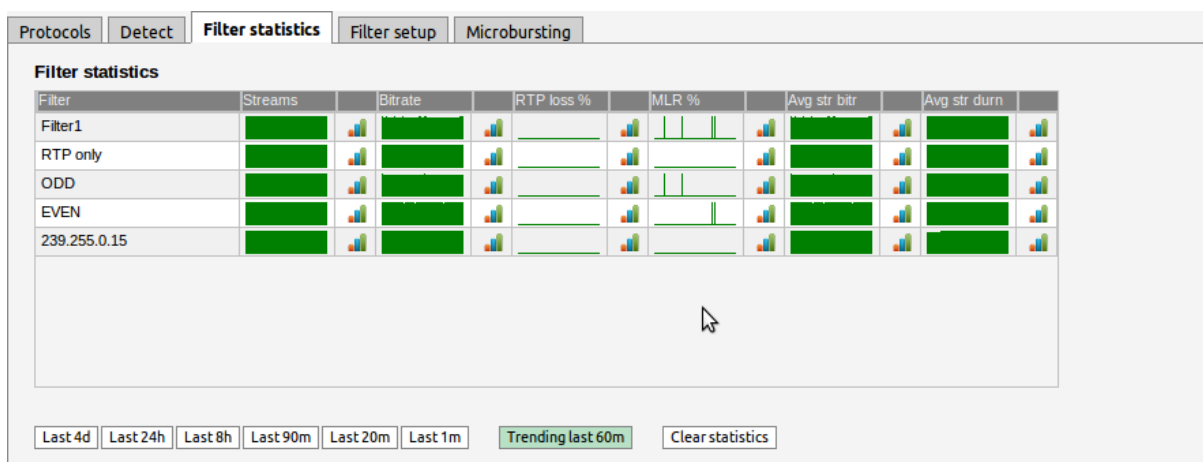 Protocols Detect Filter statistics Filter setup Microbursting
Filter statistics
Filter Streams Bitrate RTP loss % MLR % Avg str bitr Avg str durn
Filter1
RTP only
ODD
EVEN
239.255.0.15
Last 4d Last 24h Last 8h Last 90m Last 20m Last 1m Trending last 60m Clear statistics